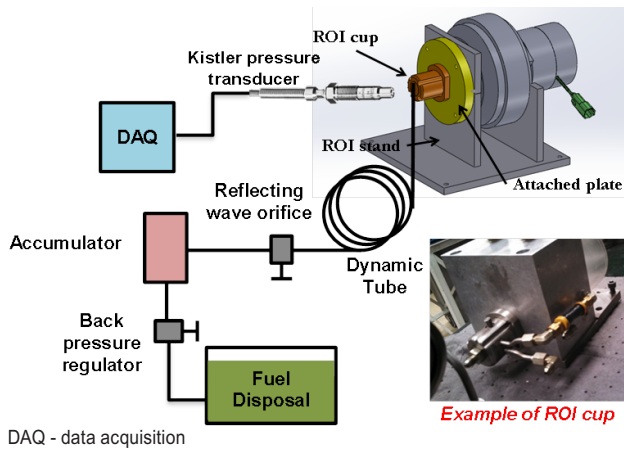 ROI cup
Kistler pressure
transducer
DAQ
ROI stand
Attached plate
Reflecting
wave orifice
Accumulator
Dynamic
Tube
Back
pressure
regulator
Fuel
Disposal
Example of ROI cup
DAQ - data acquisition